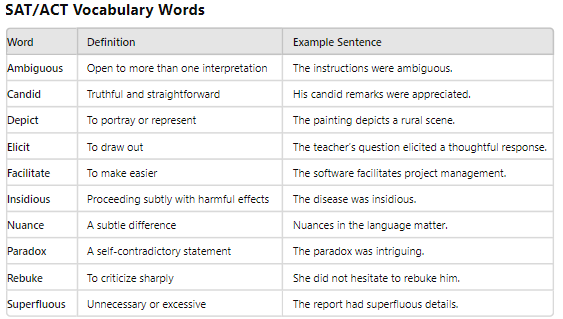 SAT/ACT Vocabulary Words
Word Definition Example Sentence
Ambiguous Open to more than one interpretation The instructions were ambiguous.
Candid Truthful and straightforward His candid remarks were appreciated.
Depict To portray or represent The painting depicts a rural scene.
Elicit To draw out The teacher's question elicited a thoughtful response.
Facilitate To make easier The software facilitates project management.
Insidious Proceeding subtly with harmful effects The disease was insidious.
Nuance A subtle difference Nuances in the language matter.
Paradox A self-contradictory statement The paradox was intriguing.
Rebuke To criticize sharply She did not hesitate to rebuke him.
Superfluous Unnecessary or excessive The report had superfluous details.